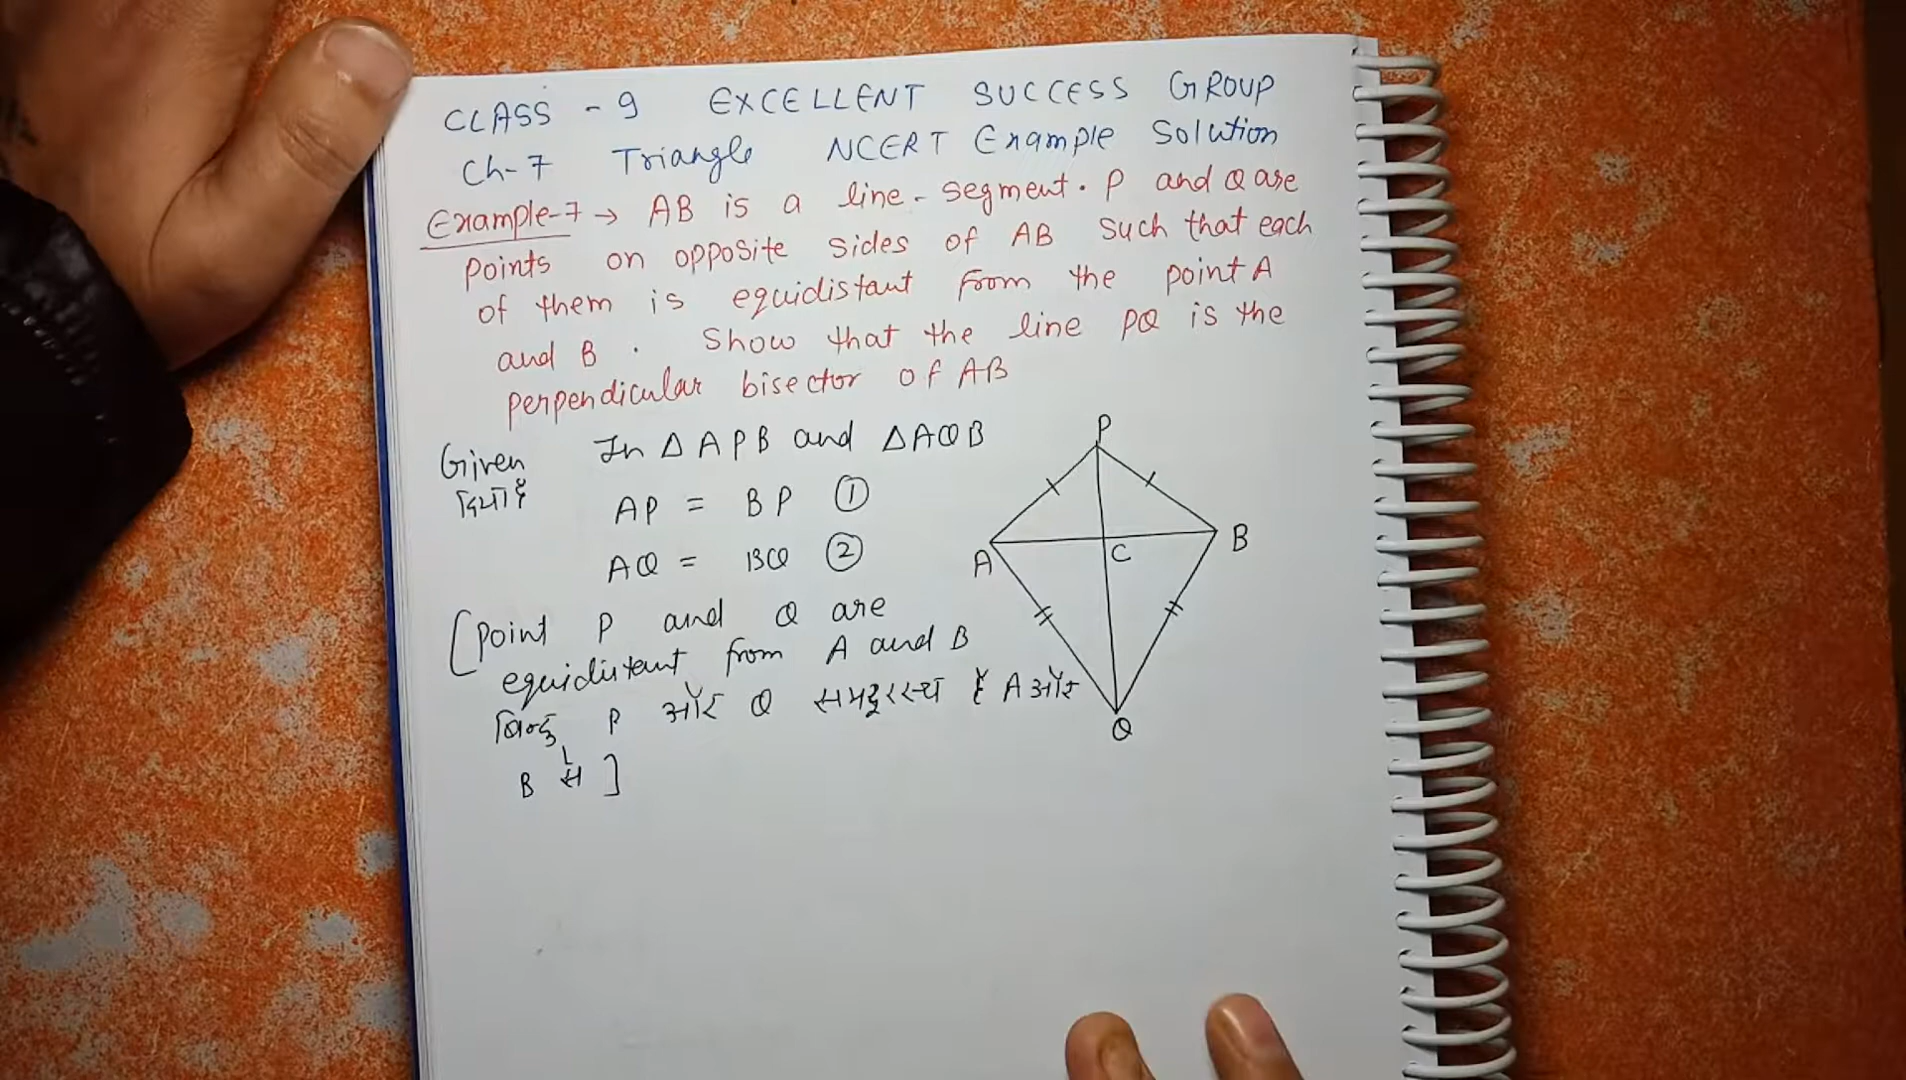 CLASS - 9 EXCELLENT SUCCESS GROUP
Ch-7 Triangle NCERT Example Solution
Example-7 → AB is a line-segment. P and Q are
points on opposite sides of AB such that each
of them is equidistant from the point A
and B. Show that the line PQ is the
perpendicular bisector of AB
Given In △APB and △AQB
दिया है
AP = BP ①
AQ = BQ ②
[Point P and Q are
equidistant from A and B
बिन्दु P और Q समदूरस्थ हैं A और
B से]
P
A
B
C
Q